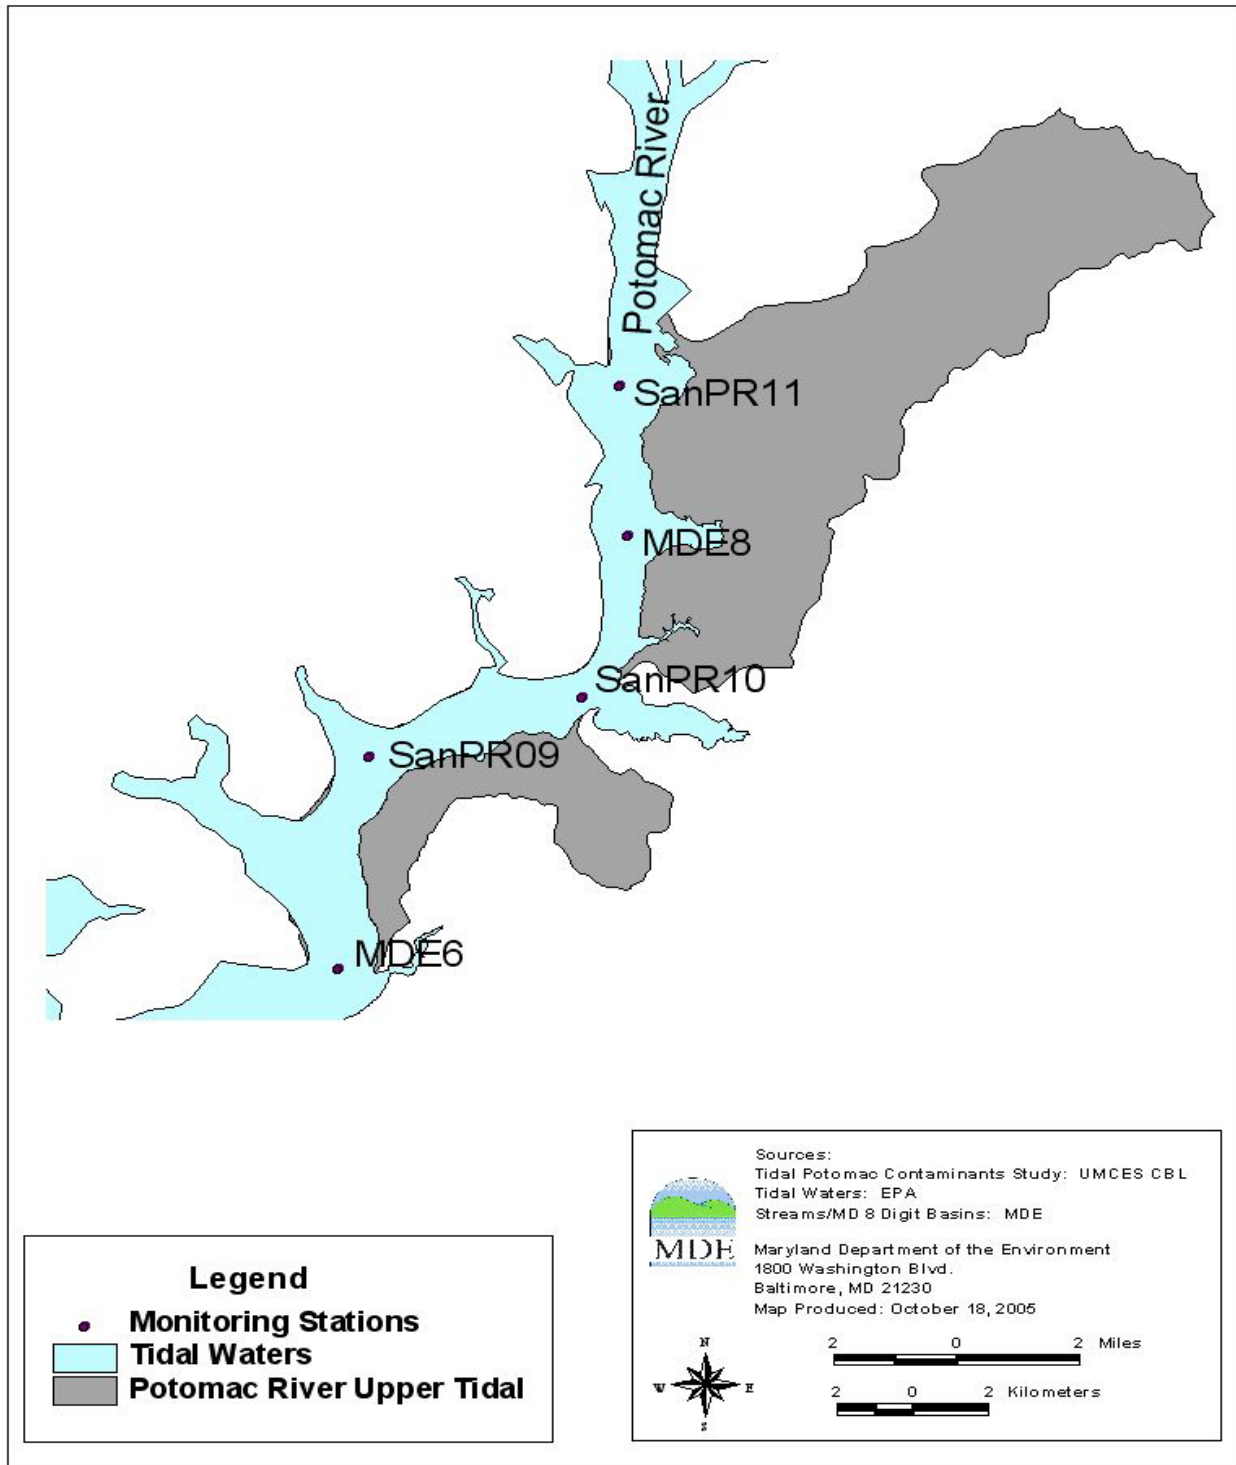 Potomac River
SanPR11
MDE8
SanPR10
SanPR09
MDE6
Sources:
Tidal Potomac Contaminants Study: UMCES CBL
Tidal Waters: EPA
Streams/MD 8 Digit Basins: MDE
MDE
Maryland Department of the Environment
1800 Washington Blvd.
Baltimore, MD 21230
Map Produced: October 18, 2005
N
W E
S
2 0 2 Miles
2 0 2 Kilometers
Legend
Monitoring Stations
Tidal Waters
Potomac River Upper Tidal